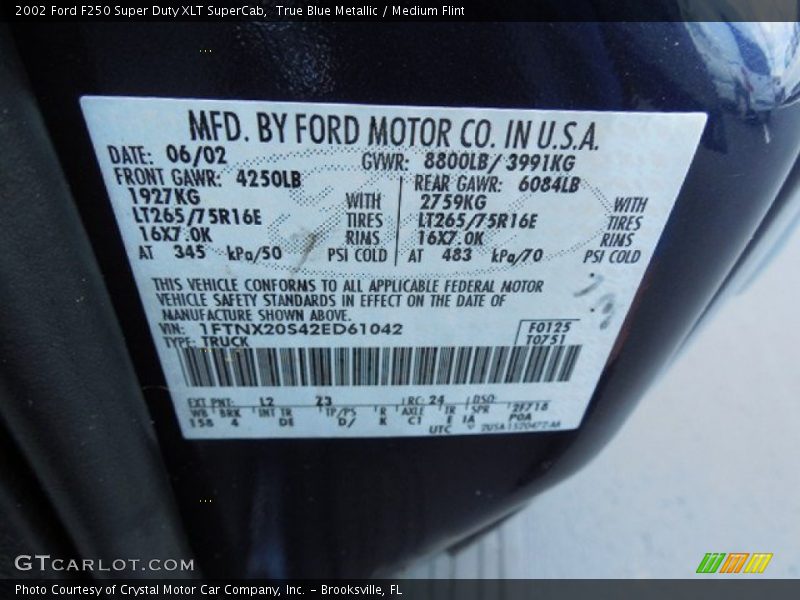 2002 Ford F250 Super Duty XLT SuperCab, True Blue Metallic / Medium Flint
MFD. BY FORD MOTOR CO. IN U.S.A.
DATE: 06/02 GVWR: 8800LB/ 3991KG
FRONT GAWR: 4250LB REAR GAWR: 6084LB
1927KG WITH 2759KG WITH
LT265/75R16E TIRES LT265/75R16E TIRES
16X7.0K RIMS 16X7.0K RIMS
AT 345 kPa/50 PSI COLD AT 483 kPa/70 PSI COLD
THIS VEHICLE CONFORMS TO ALL APPLICABLE FEDERAL MOTOR
VEHICLE SAFETY STANDARDS IN EFFECT ON THE DATE OF
MANUFACTURE SHOWN ABOVE.
VIN: 1FTNX20S42ED61042 F0125
TYPE: TRUCK T0751
EXT PNT: L2 Z3 RC: 24 DSO:
WB BRK INT TR TP/PS R AXLE TR SPR 2F718
158 4 DE D/ K C1 E IA POA
UTC
GTCARLOT.COM
Photo Courtesy of Crystal Motor Car Company, Inc. – Brooksville, FL